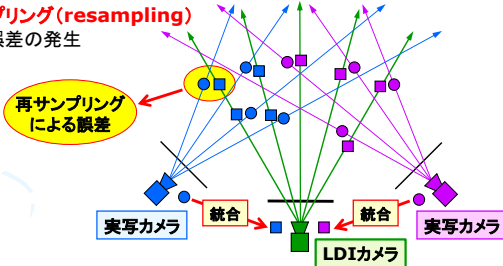 プリング(resampling)
誤差の発生
再サンプリング
による誤差
統合
統合
実写カメラ
実写カメラ
LDIカメラ